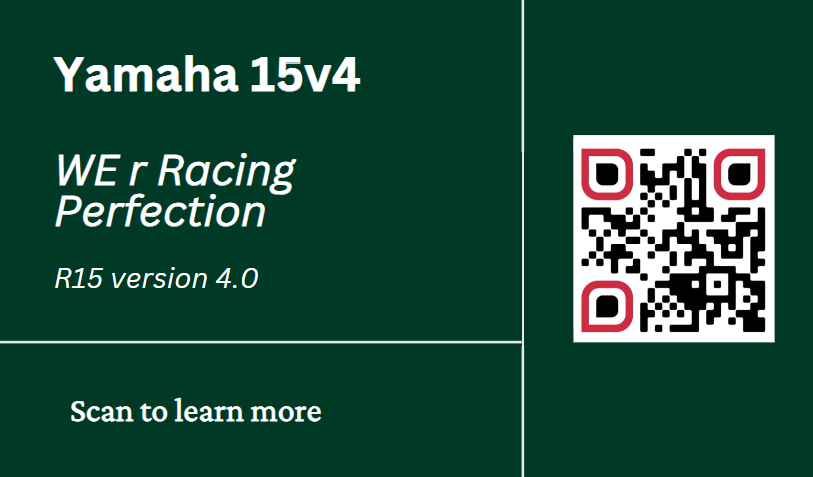 Yamaha 15v4
WE r Racing
Perfection
R15 version 4.0
Scan to learn more